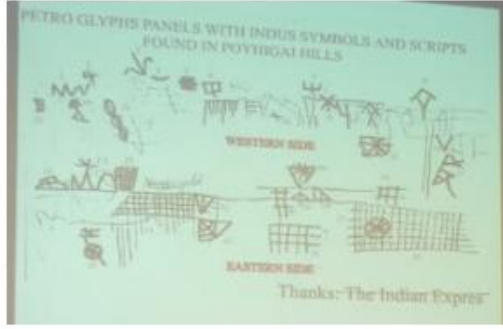 PETRO GLYPHS PANELS WITH INDUS SYMBOLS AND SCRIPTS
FOUND IN POYHIGAI HILLS
WESTERN SIDE
EASTERN SIDE
Thanks: The Indian Expres